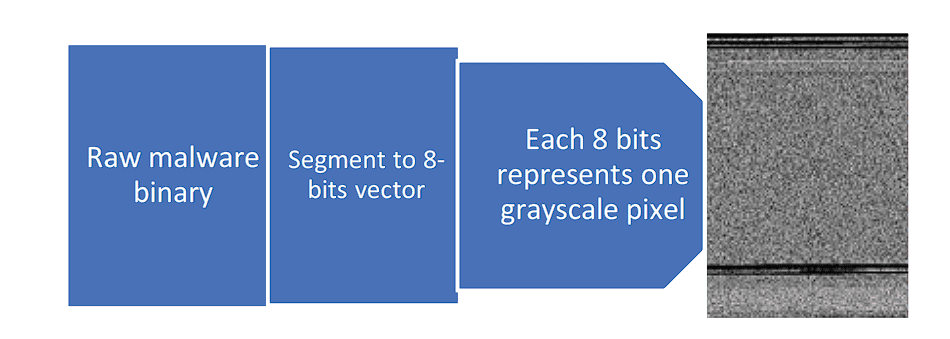 Raw malware
binary
Segment to 8-
bits vector
Each 8 bits
represents one
grayscale pixel